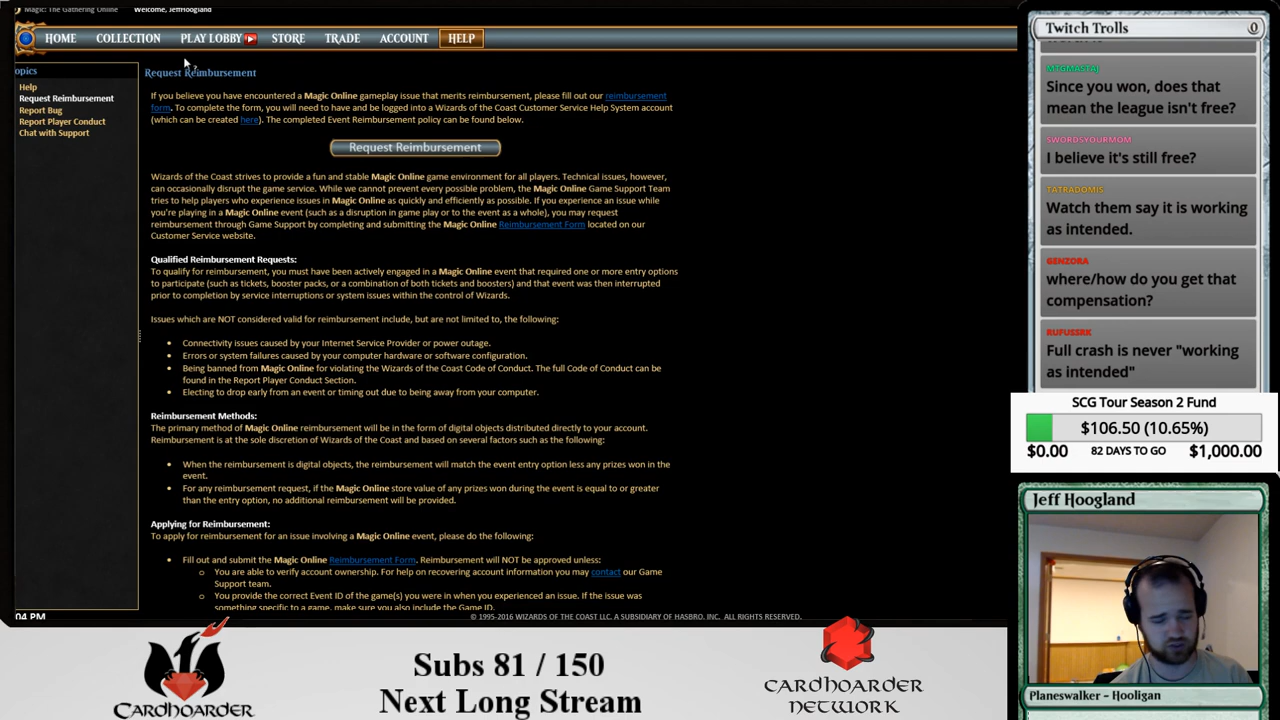 Magic: The Gathering Online Welcome, JeffHoogland
HOME COLLECTION PLAY LOBBY STORE TRADE ACCOUNT HELP
opics
Help
Request Reimbursement
Report Bug
Report Player Conduct
Chat with Support
Request Reimbursement
If you believe you have encountered a Magic Online gameplay issue that merits reimbursement, please fill out our reimbursement
form. To complete the form, you will need to have and be logged into a Wizards of the Coast Customer Service Help System account
(which can be created here). The completed Event Reimbursement policy can be found below.
Request Reimbursement
Wizards of the Coast strives to provide a fun and stable Magic Online game environment for all players. Technical issues, however,
can occasionally disrupt the game service. While we cannot prevent every possible problem, the Magic Online Game Support Team
tries to help players who experience issues in Magic Online as quickly and efficiently as possible. If you experience an issue while
you're playing in a Magic Online event (such as a disruption in game play or to the event as a whole), you may request
reimbursement through Game Support by completing and submitting the Magic Online Reimbursement Form located on our
Customer Service website.
Qualified Reimbursement Requests:
To qualify for reimbursement, you must have been actively engaged in a Magic Online event that required one or more entry options
to participate (such as tickets, booster packs, or a combination of both tickets and boosters) and that event was then interrupted
prior to completion by service interruptions or system issues within the control of Wizards.
Issues which are NOT considered valid for reimbursement include, but are not limited to, the following:
• Connectivity issues caused by your Internet Service Provider or power outage.
• Errors or system failures caused by your computer hardware or software configuration.
• Being banned from Magic Online for violating the Wizards of the Coast Code of Conduct. The full Code of Conduct can be
found in the Report Player Conduct Section.
• Electing to drop early from an event or timing out due to being away from your computer.
Reimbursement Methods:
The primary method of Magic Online reimbursement will be in the form of digital objects distributed directly to your account.
Reimbursement is at the sole discretion of Wizards of the Coast and based on several factors such as the following:
• When the reimbursement is digital objects, the reimbursement will match the event entry option less any prizes won in the
event.
• For any reimbursement request, if the Magic Online store value of any prizes won during the event is equal to or greater
than the entry option, no additional reimbursement will be provided.
Applying for Reimbursement:
To apply for reimbursement for an issue involving a Magic Online event, please do the following:
• Fill out and submit the Magic Online Reimbursement Form. Reimbursement will NOT be approved unless:
o You are able to verify account ownership. For help on recovering account information you may contact our Game
Support team.
o You provide the correct Event ID of the game(s) you were in when you experienced an issue. If the issue was
something specific to a game, make sure you also include the Game ID.
04 PM
© 1995-2016 WIZARDS OF THE COAST LLC. A SUBSIDIARY OF HASBRO. INC. ALL RIGHTS RESERVED.
Twitch Trolls 0
MTGMASTAJ
Since you won, does that
mean the league isn't free?
SWORDSYOURMOM
I believe it's still free?
TATRADOMIS
Watch them say it is working
as intended.
GENZORA
where/how do you get that
compensation?
RUFUSSRK
Full crash is never "working
as intended"
SCG Tour Season 2 Fund
$106.50 (10.65%)
$0.00 82 DAYS TO GO $1,000.00
Jeff Hoogland
Planeswalker - Hooligan
CARDHOARDER
Subs 81 / 150
Next Long Stream
CARDHOARDER
NETWORK